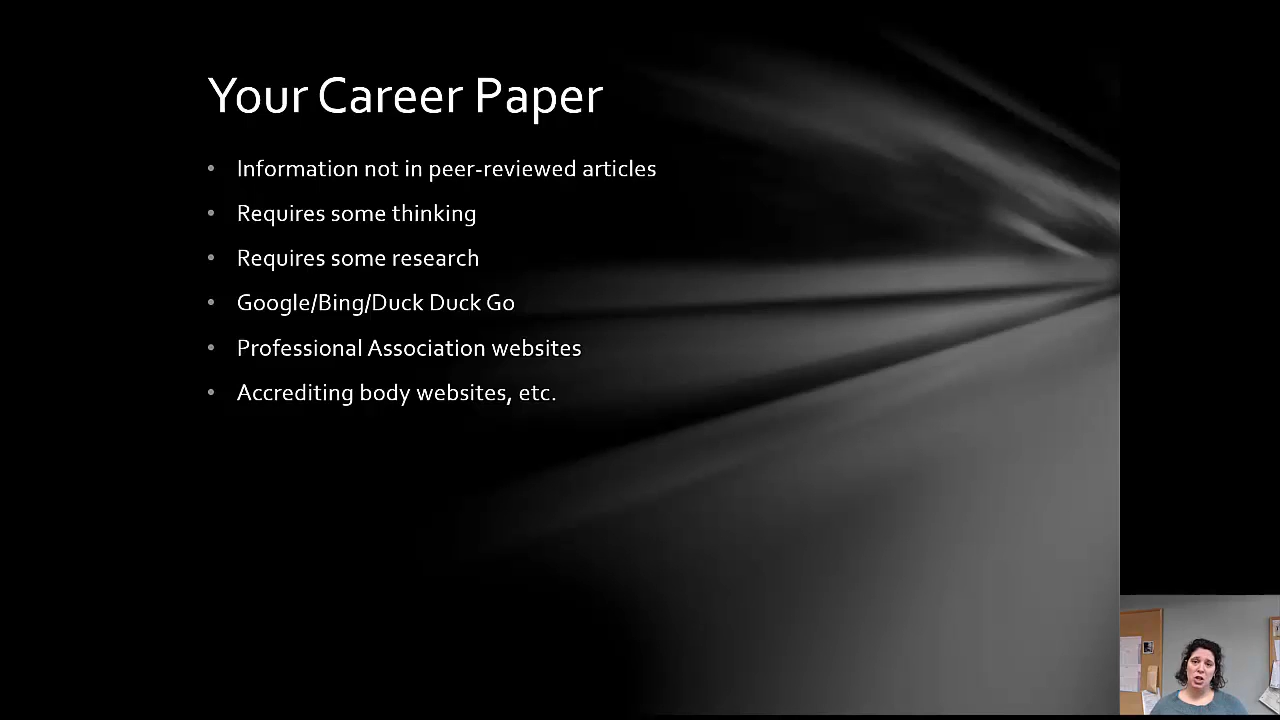 Your Career Paper
• Information not in peer-reviewed articles
• Requires some thinking
• Requires some research
• Google/Bing/Duck Duck Go
• Professional Association websites
• Accrediting body websites, etc.